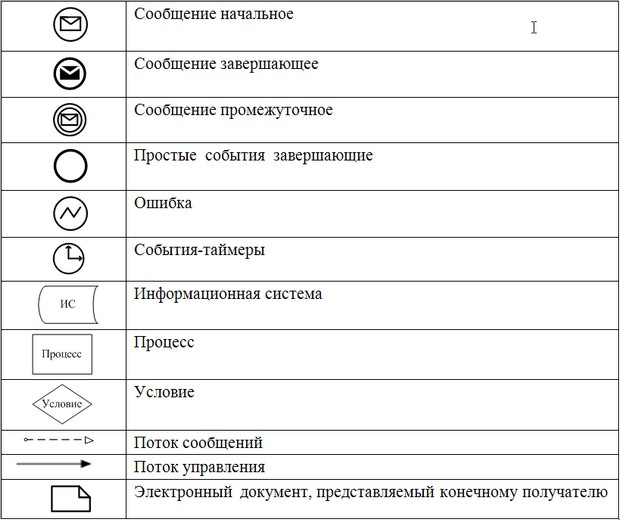 Сообщение начальное
Сообщение завершающее
Сообщение промежуточное
Простые события завершающие
Ошибка
События-таймеры
ИС
Информационная система
Процесс
Процесс
Условие
Условие
Поток сообщений
Поток управления
Электронный документ, представляемый конечному получателю